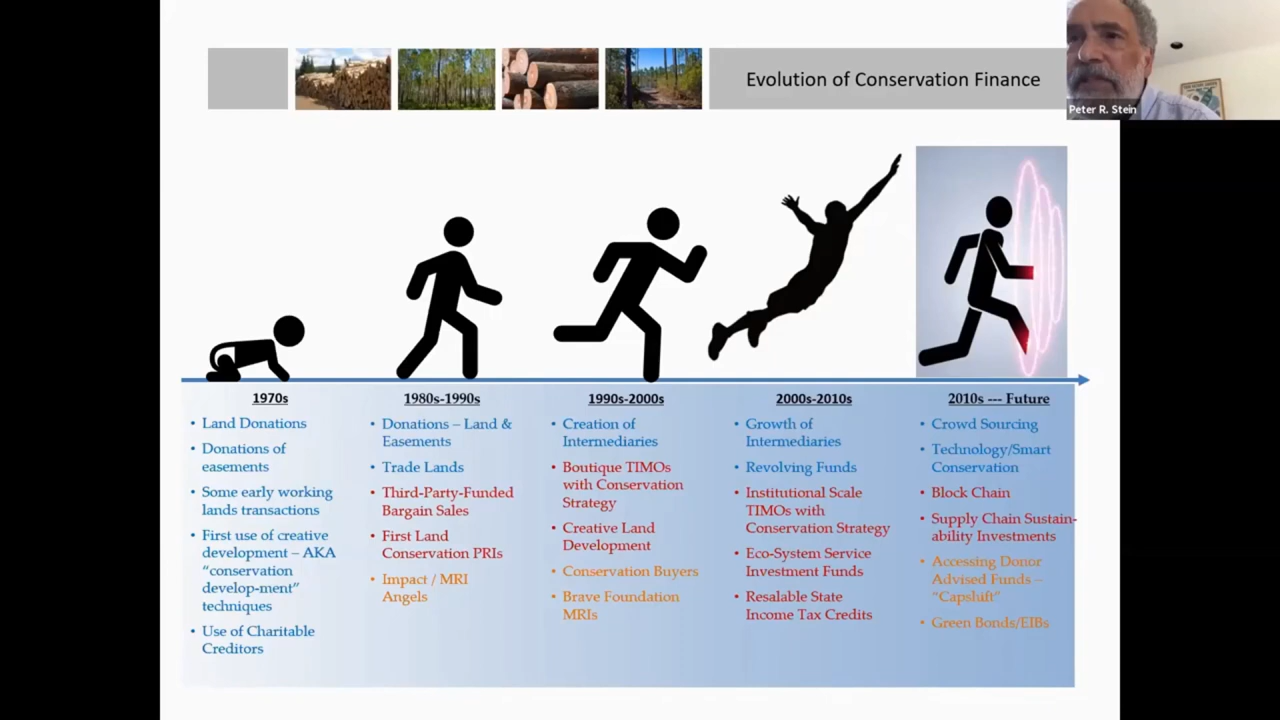 Evolution of Conservation Finance
Peter R. Stein
1970s
• Land Donations
• Donations of
easements
• Some early working
lands transactions
• First use of creative
development – AKA
“conservation
develop-ment”
techniques
• Use of Charitable
Creditors
1980s-1990s
• Donations – Land &
Easements
• Trade Lands
• Third-Party-Funded
Bargain Sales
• First Land
Conservation PRIs
• Impact / MRI
Angels
1990s-2000s
• Creation of
Intermediaries
• Boutique TIMOs
with Conservation
Strategy
• Creative Land
Development
• Conservation Buyers
• Brave Foundation
MRIs
2000s-2010s
• Growth of
Intermediaries
• Revolving Funds
• Institutional Scale
TIMOs with
Conservation Strategy
• Eco-System Service
Investment Funds
• Resalable State
Income Tax Credits
2010s --- Future
• Crowd Sourcing
• Technology/Smart
Conservation
• Block Chain
• Supply Chain Sustain-
ability Investments
• Accessing Donor
Advised Funds –
“Capshift”
• Green Bonds/EIBs